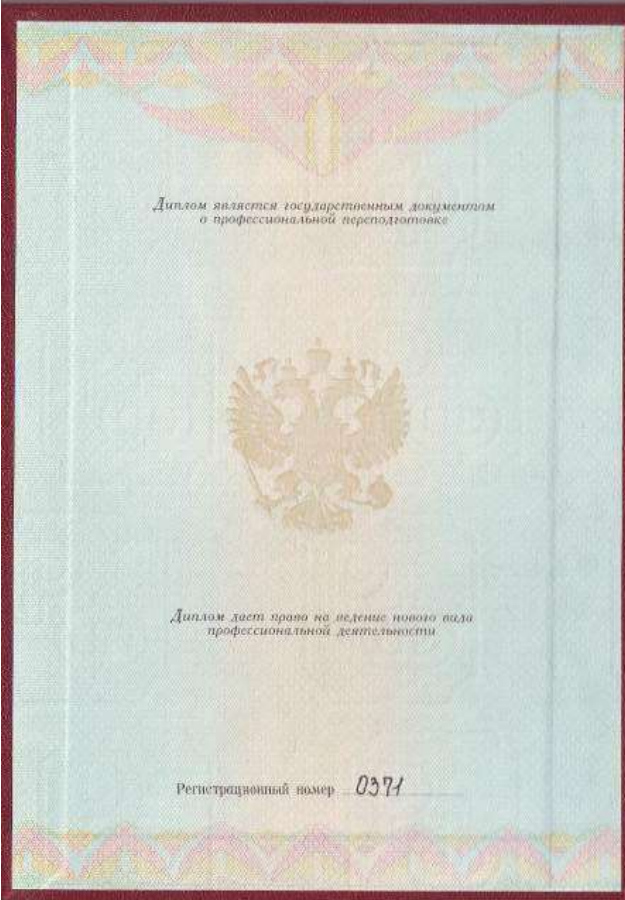 Диплом является государственным документом
о профессиональной переподготовке
Диплом дает право на ведение нового вида
профессиональной деятельности
Регистрационный номер 0371